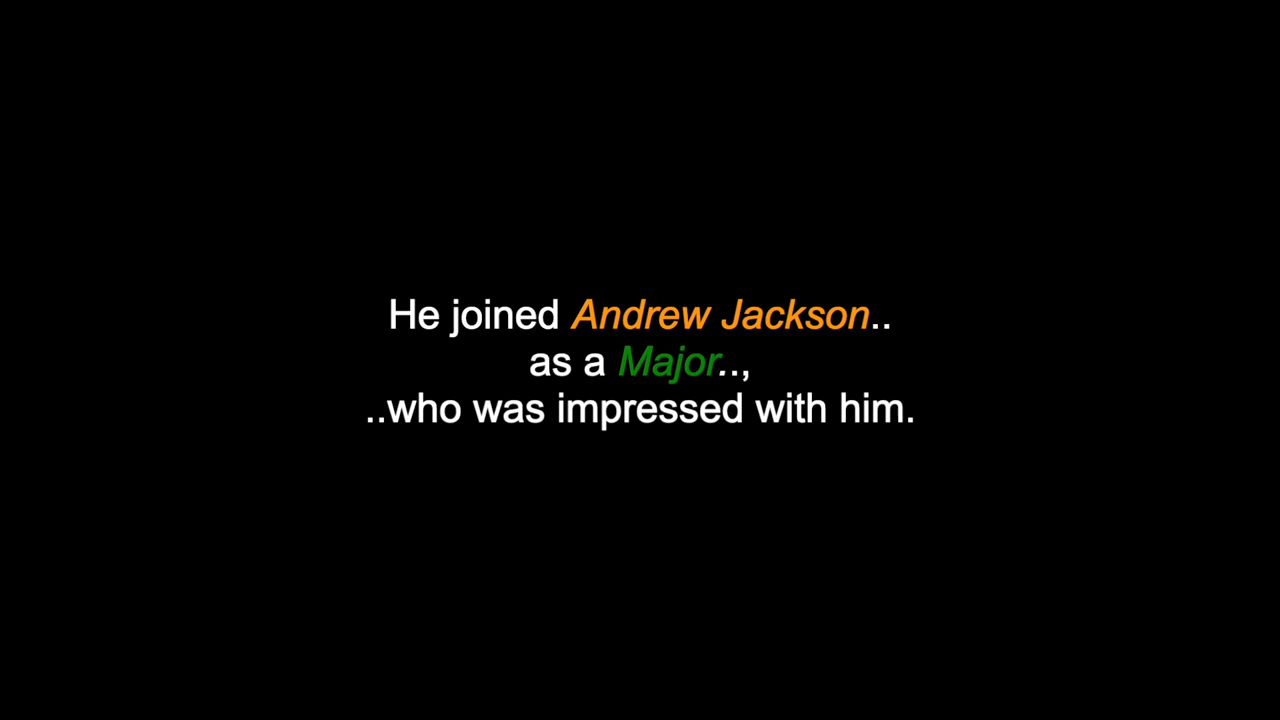 He joined Andrew Jackson..
as a Major..,
..who was impressed with him.